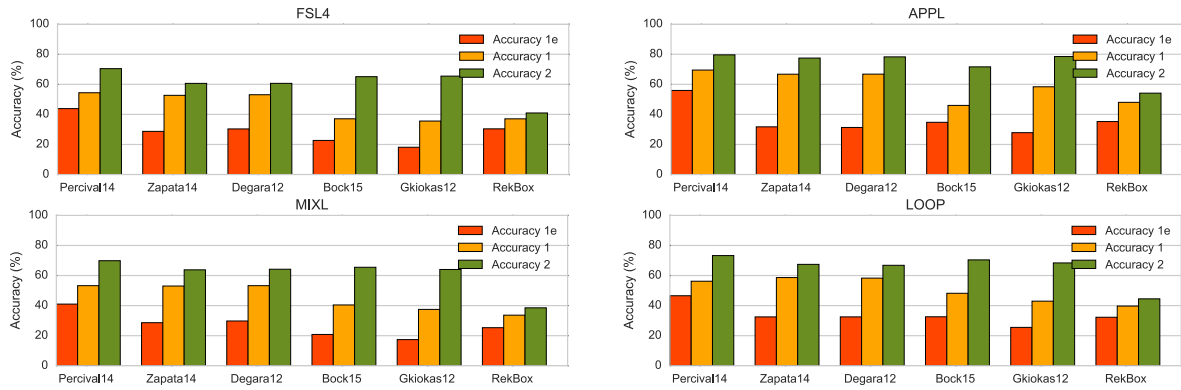 FSL4
100
80
60
40
20
0
Accuracy (%)
Accuracy 1e
Accuracy 1
Accuracy 2
Percival14 Zapata14 Degara12 Bock15 Gkiokas12 RekBox
APPL
100
80
60
40
20
0
Accuracy (%)
Accuracy 1e
Accuracy 1
Accuracy 2
Percival14 Zapata14 Degara12 Bock15 Gkiokas12 RekBox
MIXL
100
80
60
40
20
0
Accuracy (%)
Accuracy 1e
Accuracy 1
Accuracy 2
Percival14 Zapata14 Degara12 Bock15 Gkiokas12 RekBox
LOOP
100
80
60
40
20
0
Accuracy (%)
Accuracy 1e
Accuracy 1
Accuracy 2
Percival14 Zapata14 Degara12 Bock15 Gkiokas12 RekBox